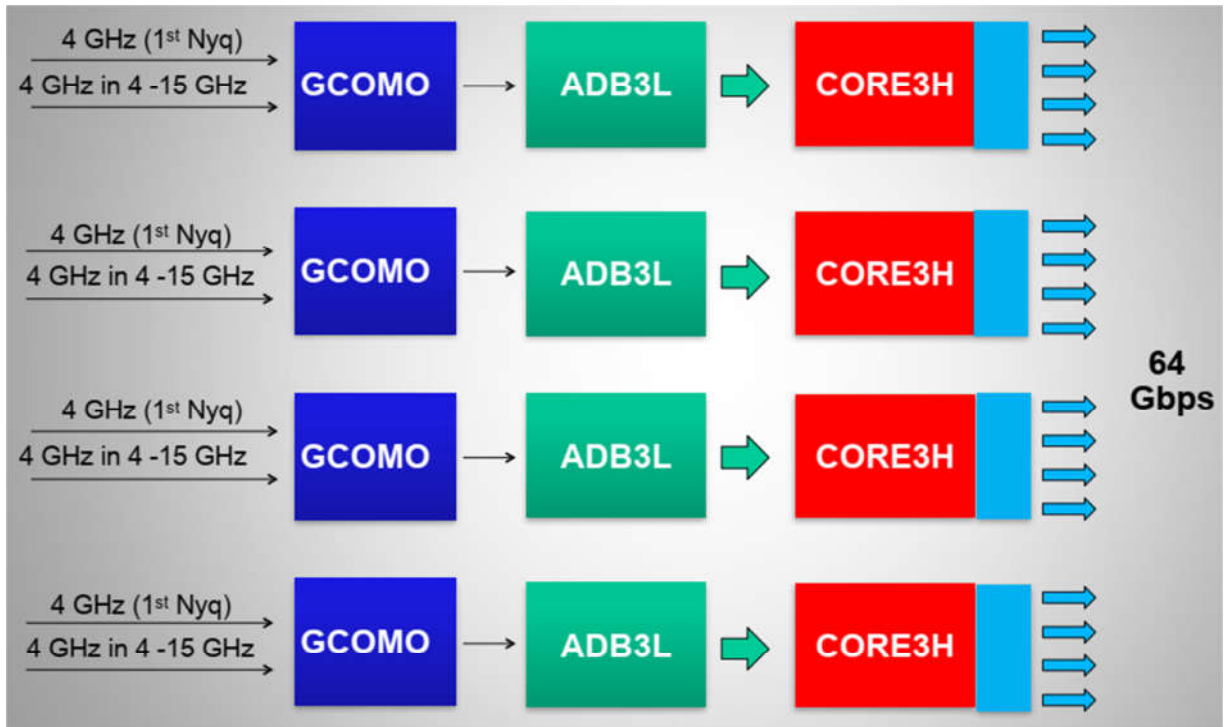 4 GHz (1st Nyq)
4 GHz in 4 -15 GHz
GCOMO
ADB3L
CORE3H
4 GHz (1st Nyq)
4 GHz in 4 -15 GHz
GCOMO
ADB3L
CORE3H
64
Gbps
4 GHz (1st Nyq)
4 GHz in 4 -15 GHz
GCOMO
ADB3L
CORE3H
4 GHz (1st Nyq)
4 GHz in 4 -15 GHz
GCOMO
ADB3L
CORE3H